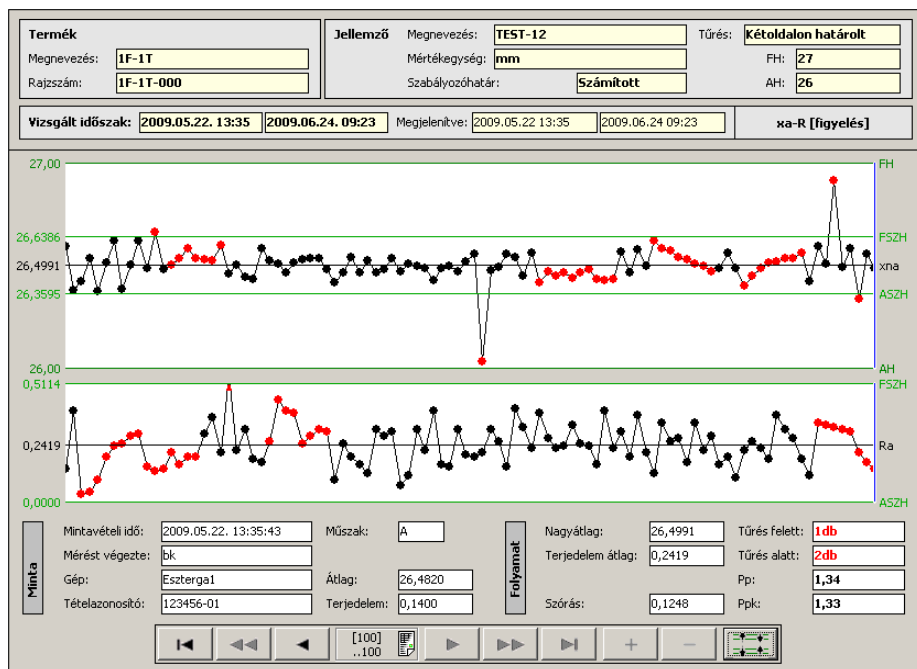 Termék
Megnevezés: 1F-1T
Rajzszám: 1F-1T-000
Jellemző Megnevezés: TEST-12 Tűrés: Kétoldalon határolt
Mértékegység: mm FH: 27
Szabályozóhatár: Számított AH: 26
Vizsgált időszak: 2009.05.22. 13:35 2009.06.24. 09:23 Megjelenítve: 2009.05.22 13:35 2009.06.24 09:23 xa-R [figyelés]
27,00 FH
26,6386 FSZH
26,4991 xna
26,3595 ASZH
26,00 AH
0,5114 FSZH
0,2419 Ra
0,0000 ASZH
Minta
Mintavételi idő: 2009.05.22. 13:35:43 Műszak: A
Mérést végezte: bk
Gép: Eszterga1 Átlag: 26,4820
Tételazonosító: 123456-01 Terjedelem: 0,1400
Folyamat
Nagyátlag: 26,4991 Tűrés felett: 1db
Terjedelem átlag: 0,2419 Tűrés alatt: 2db
Pp: 1,34
Szórás: 0,1248 Ppk: 1,33
[100]
..100